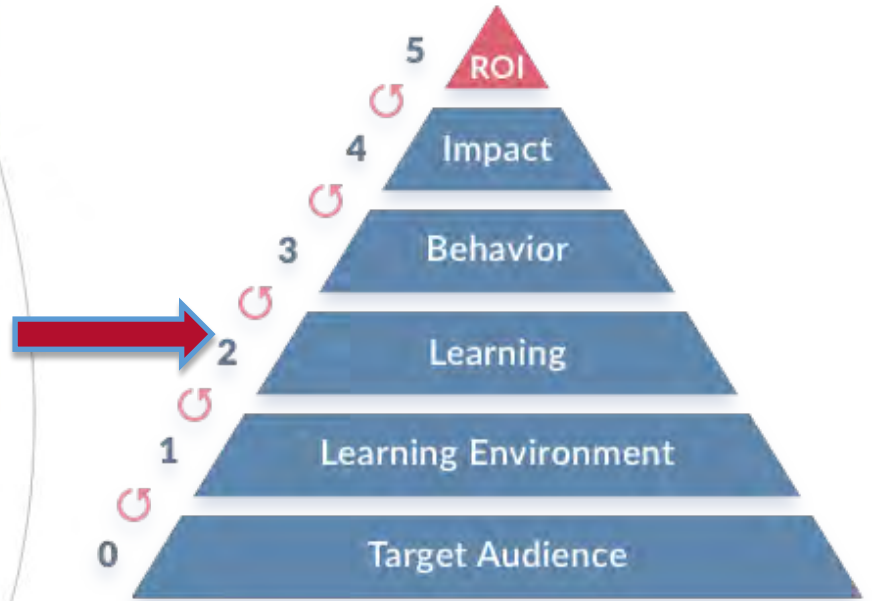 5 ROI
4 Impact
3 Behavior
2 Learning
1 Learning Environment
0 Target Audience